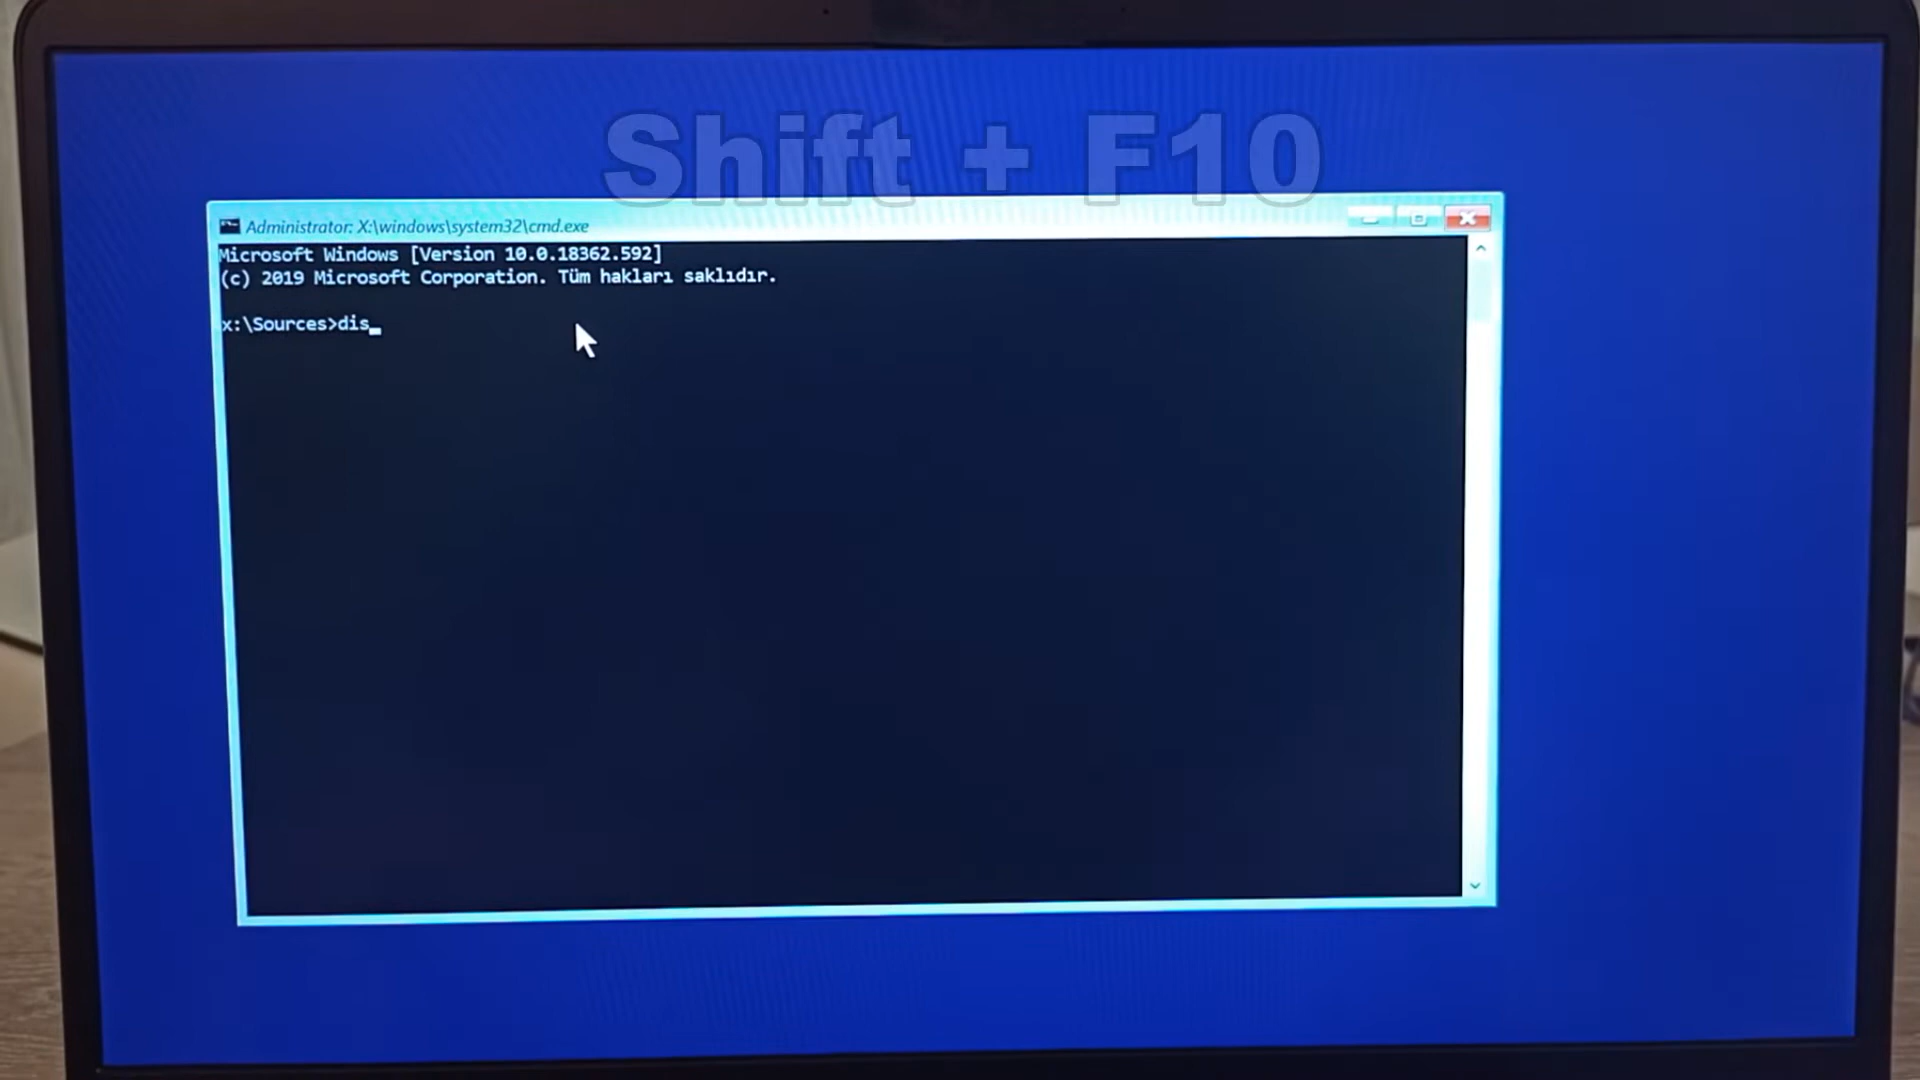 Shift + F10
Administrator: X:\windows\system32\cmd.exe
Microsoft Windows [Version 10.0.18362.592]
(c) 2019 Microsoft Corporation. Tüm hakları saklıdır.
x:\Sources>dis_